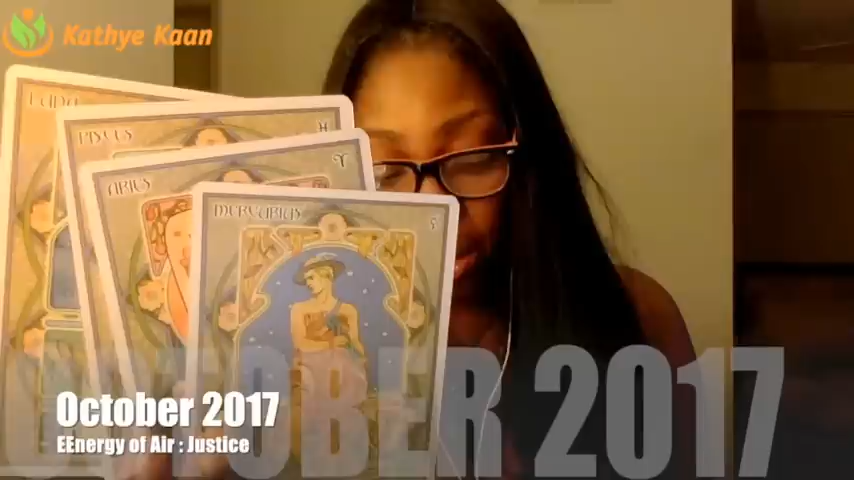 Kathye Kaan
LUNA
PISCES
ARIES
MERCURIUS
October 2017
EEnergy of Air : Justice
OCTOBER 2017